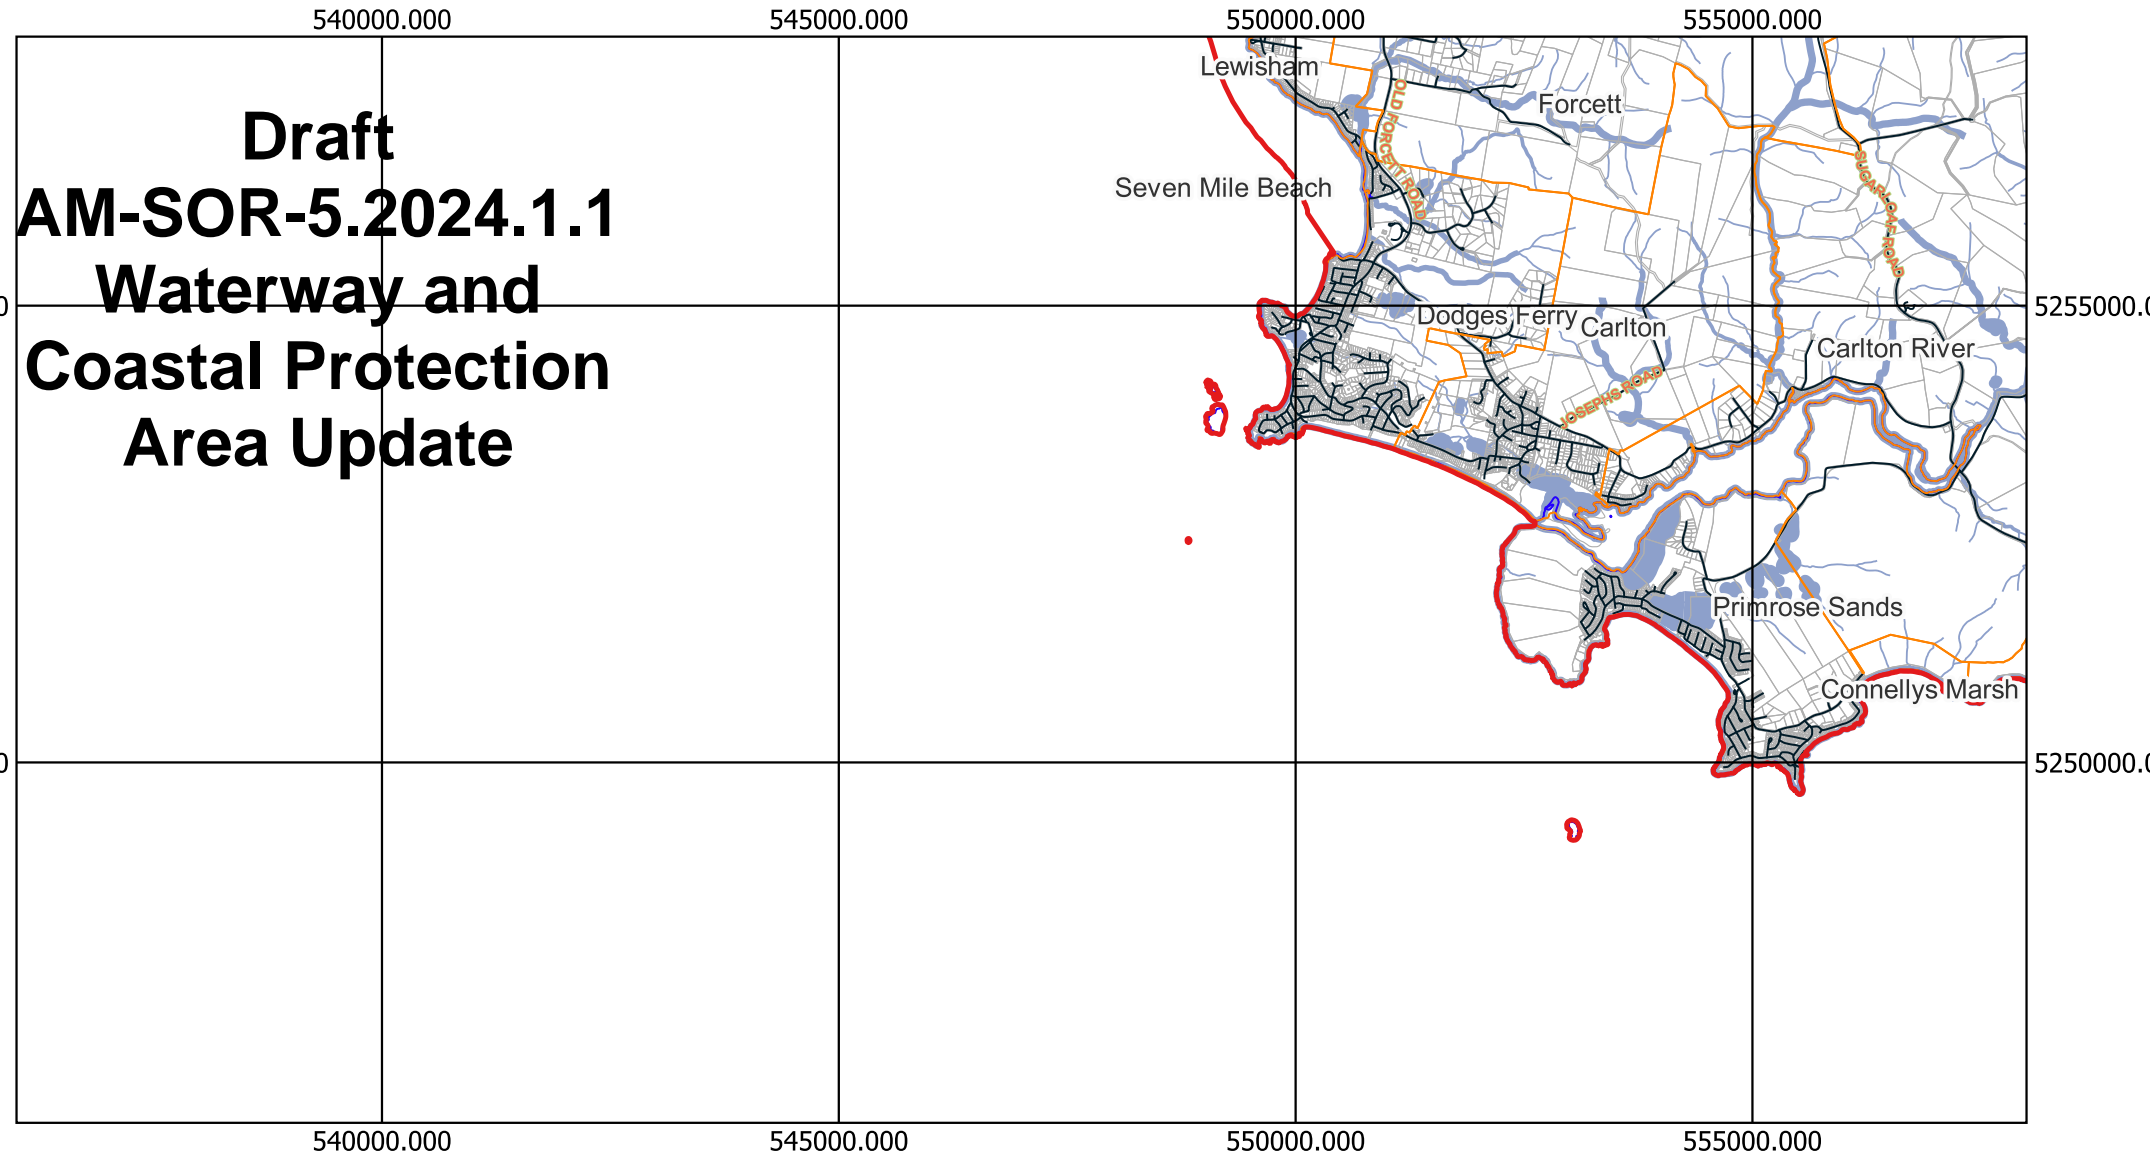 540000.000 545000.000 550000.000 555000.000
Draft
AM-SOR-5.2024.1.1
Waterway and
Coastal Protection
Area Update
Lewisham
Forcett
OLD FORCETT ROAD
SUGARLOAF ROAD
Seven Mile Beach
0
5255000.0
Dodges Ferry
Carlton
Carlton River
JOSEPHS ROAD
Primrose Sands
Connellys Marsh
0
5250000.0
540000.000 545000.000 550000.000 555000.000